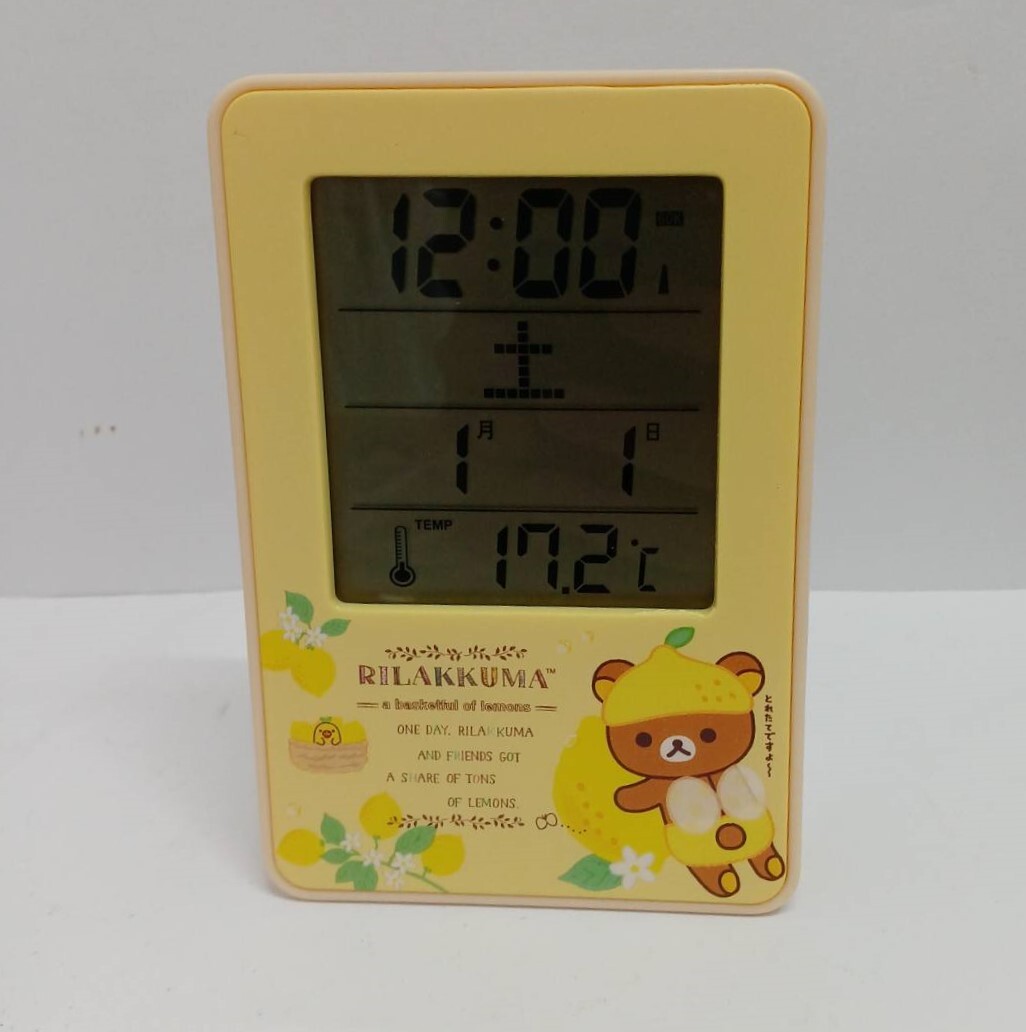 12:00
土
1月 1日
TEMP 17.2℃
RILAKKUMA™
a basketful of lemons
ONE DAY, RILAKKUMA
AND FRIENDS GOT
A SHARE OF TONS
OF LEMONS.
とれたてですよ〜